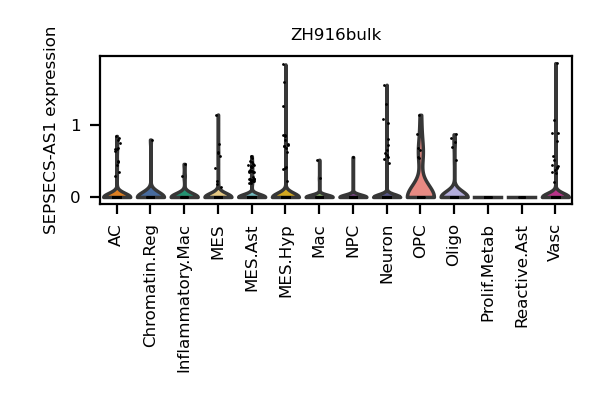 ZH916bulk
SEPSECS-AS1 expression
1
0
AC
Chromatin.Reg
Inflammatory.Mac
MES
MES.Ast
MES.Hyp
Mac
NPC
Neuron
OPC
Oligo
Prolif.Metab
Reactive.Ast
Vasc